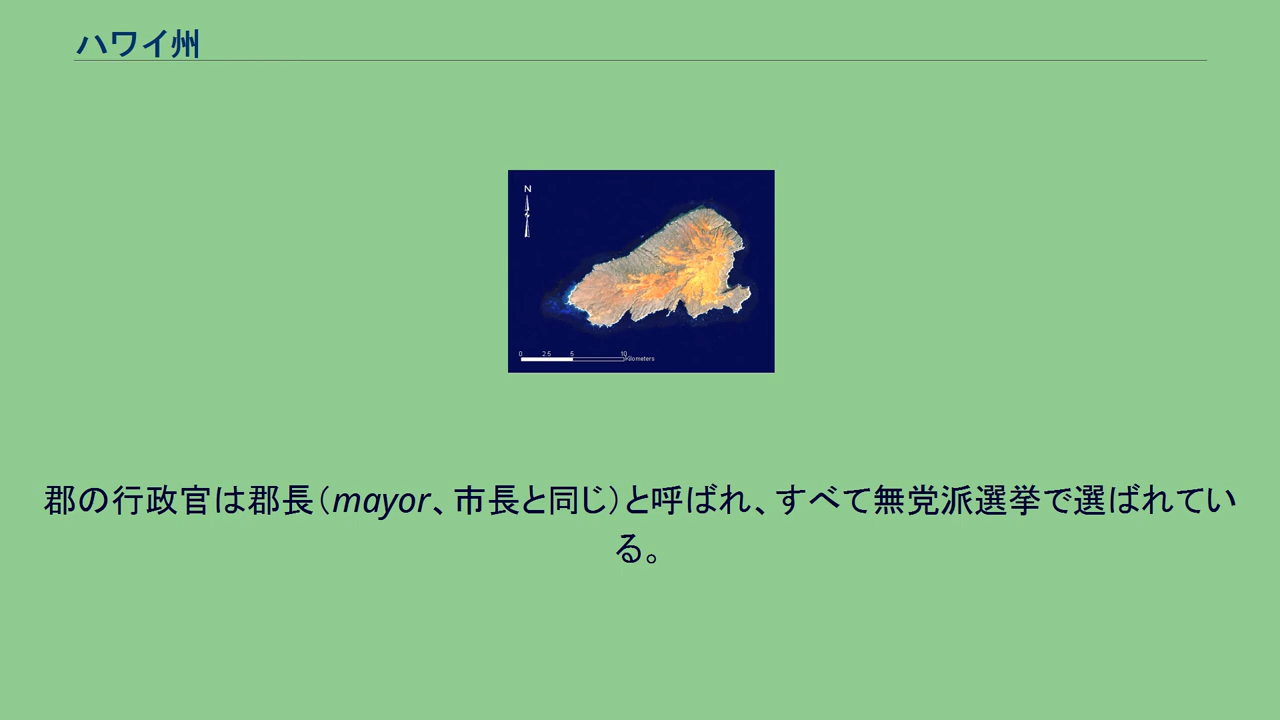 ハワイ州
N
0 2.5 5 10
Kilometers
郡の行政官は郡長（mayor、市長と同じ）と呼ばれ、すべて無党派選挙で選ばれてい
る。